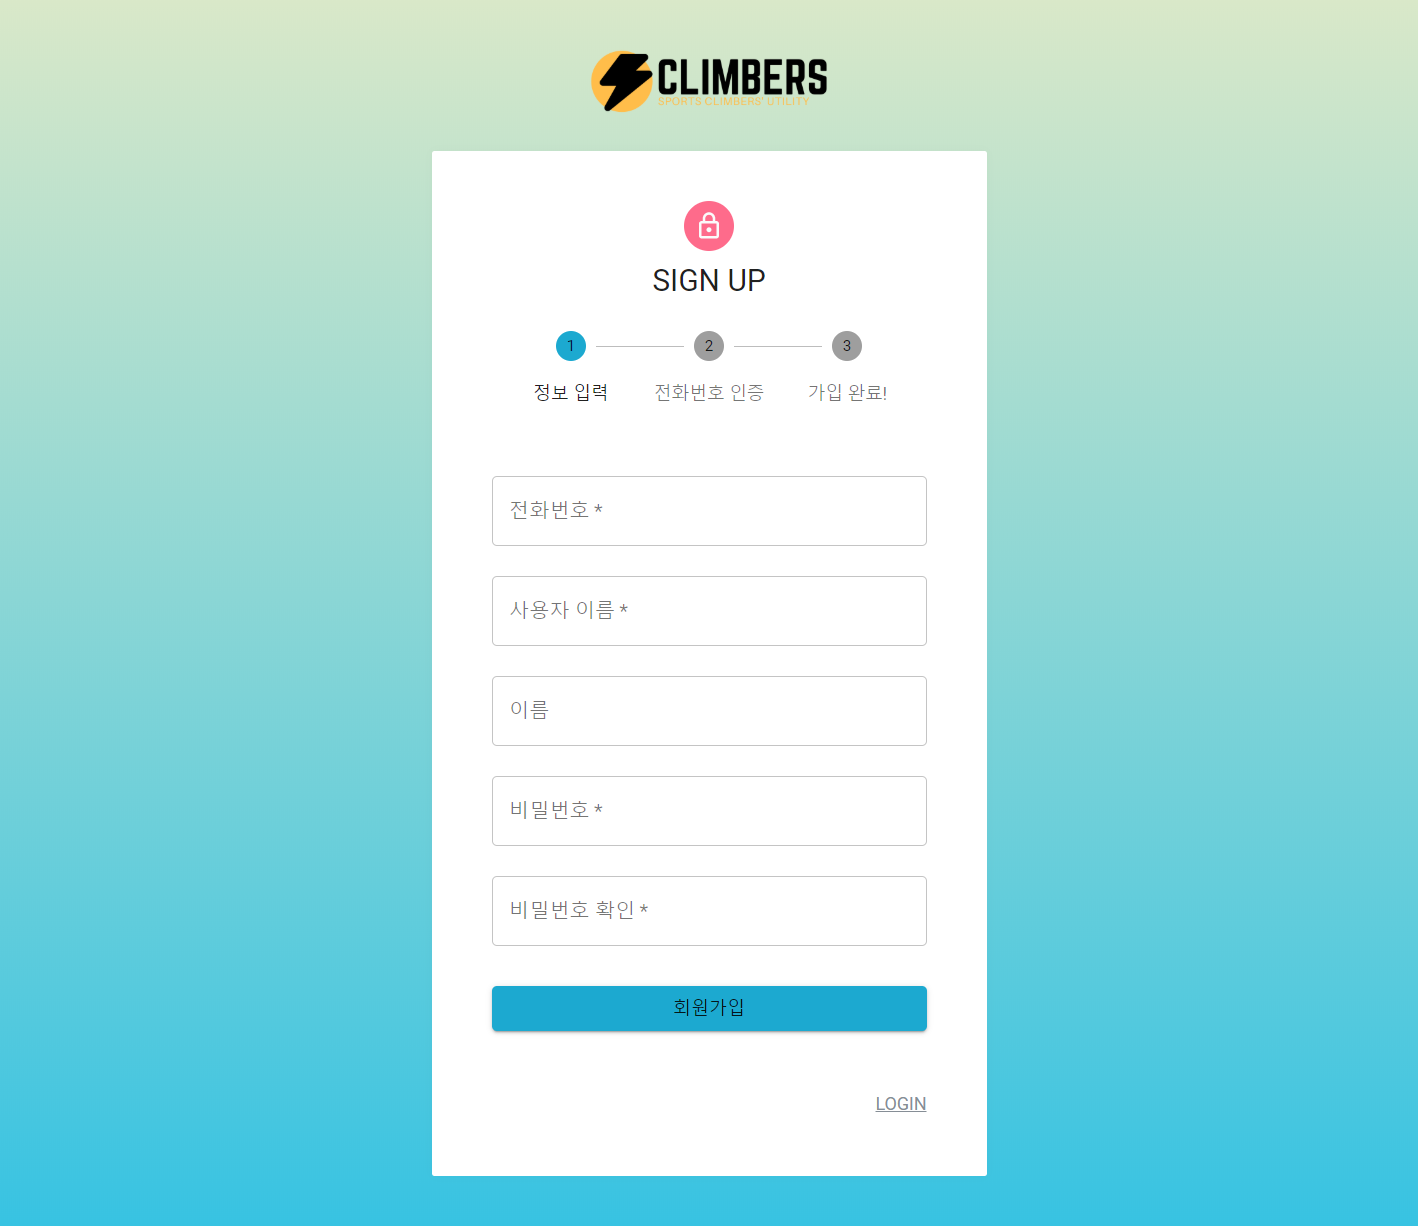 CLIMBERS
SPORTS CLIMBERS' UTILITY
SIGN UP
1 2 3
정보 입력 전화번호 인증 가입 완료!
전화번호 *
사용자 이름 *
이름
비밀번호 *
비밀번호 확인 *
회원가입
LOGIN